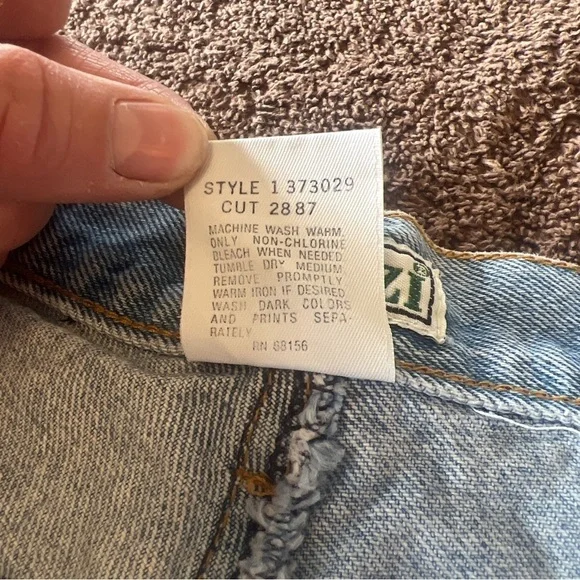 STYLE 1 373029
CUT 2887
MACHINE WASH WARM.
ONLY NON-CHLORINE
BLEACH WHEN NEEDED.
TUMBLE DRY MEDIUM.
REMOVE PROMPTLY.
WARM IRON IF DESIRED.
WASH DARK COLORS
AND PRINTS SEPA-
RATELY.
RN 68156
ZI®